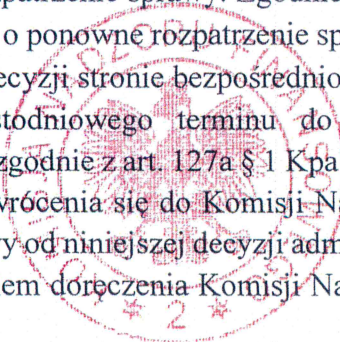 o ponowne rozpatrzenie sp
ecyzji stronie bezpośrednio
stodniowego terminu do
zgodnie z art. 127a § 1 Kpa
wrócenia się do Komisji Na
y od niniejszej decyzji adm
em doręczenia Komisji Na
2